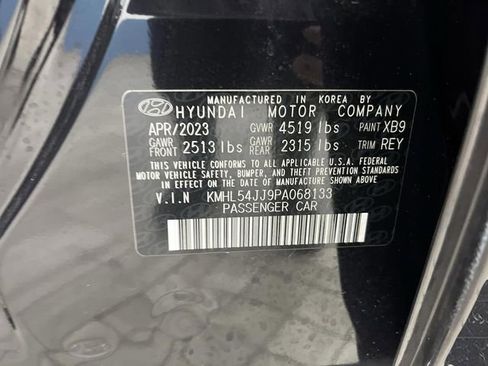 MANUFACTURED IN KOREA BY
HYUNDAI MOTOR COMPANY
APR/2023 GVWR 4519 lbs PAINT XB9
GAWR FRONT 2513 lbs GAWR REAR 2315 lbs TRIM REY
THIS VEHICLE CONFORMS TO ALL APPLICABLE U.S.A. FEDERAL
MOTOR VEHICLE SAFETY, BUMPER, AND THEFT PREVENTION
STANDARDS IN EFFECT ON THE DATE OF MANUFACTURE SHOWN ABOVE.
V.I.N KMHL54JJ9PA068133
PASSENGER CAR